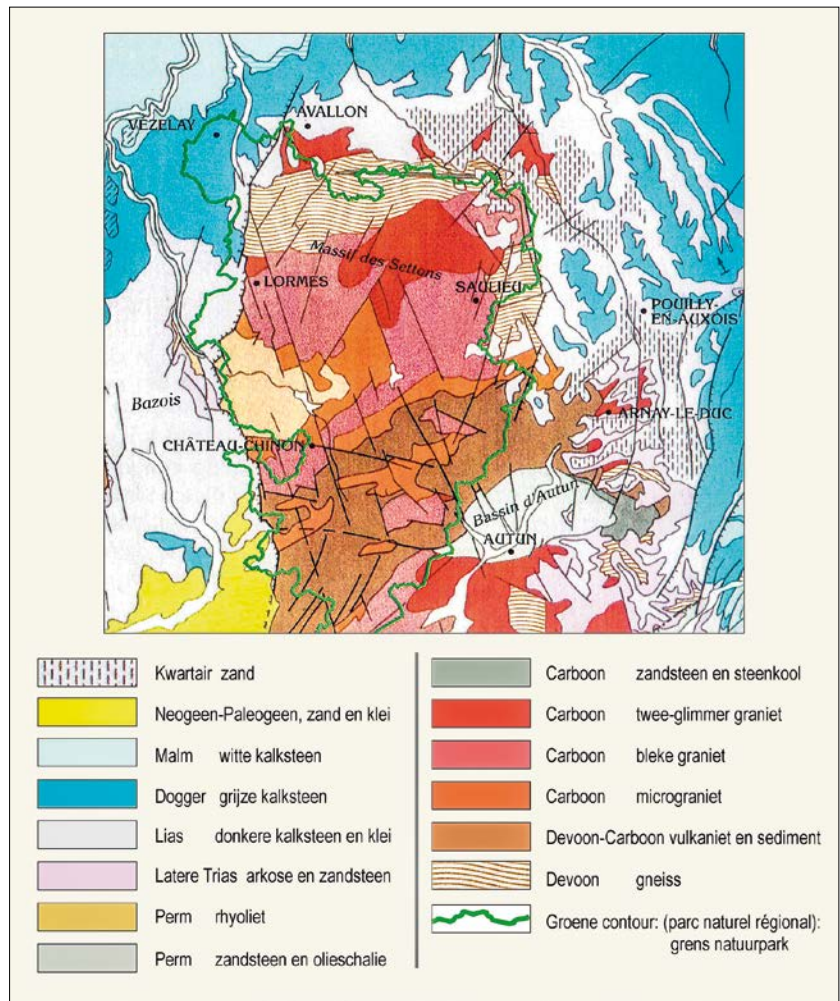 AVALLON
VÉZELAY
Massif des Settons
LORMES
SAULIEU
POUILLY-
EN-AUXOIS
Bazois
ARNAY-LE-DUC
CHÂTEAU-CHINON
Bassin d'Autun
AUTUN
Kwartair zand
Neogeen-Paleogeen, zand en klei
Malm witte kalksteen
Dogger grijze kalksteen
Lias donkere kalksteen en klei
Latere Trias arkose en zandsteen
Perm rhyoliet
Perm zandsteen en olieschalie
Carboon zandsteen en steenkool
Carboon twee-glimmer graniet
Carboon bleke graniet
Carboon microgranиet
Devoon-Carboon vulkaniet en sediment
Devoon gneiss
Groene contour: (parc naturel régional):
grens natuurpark